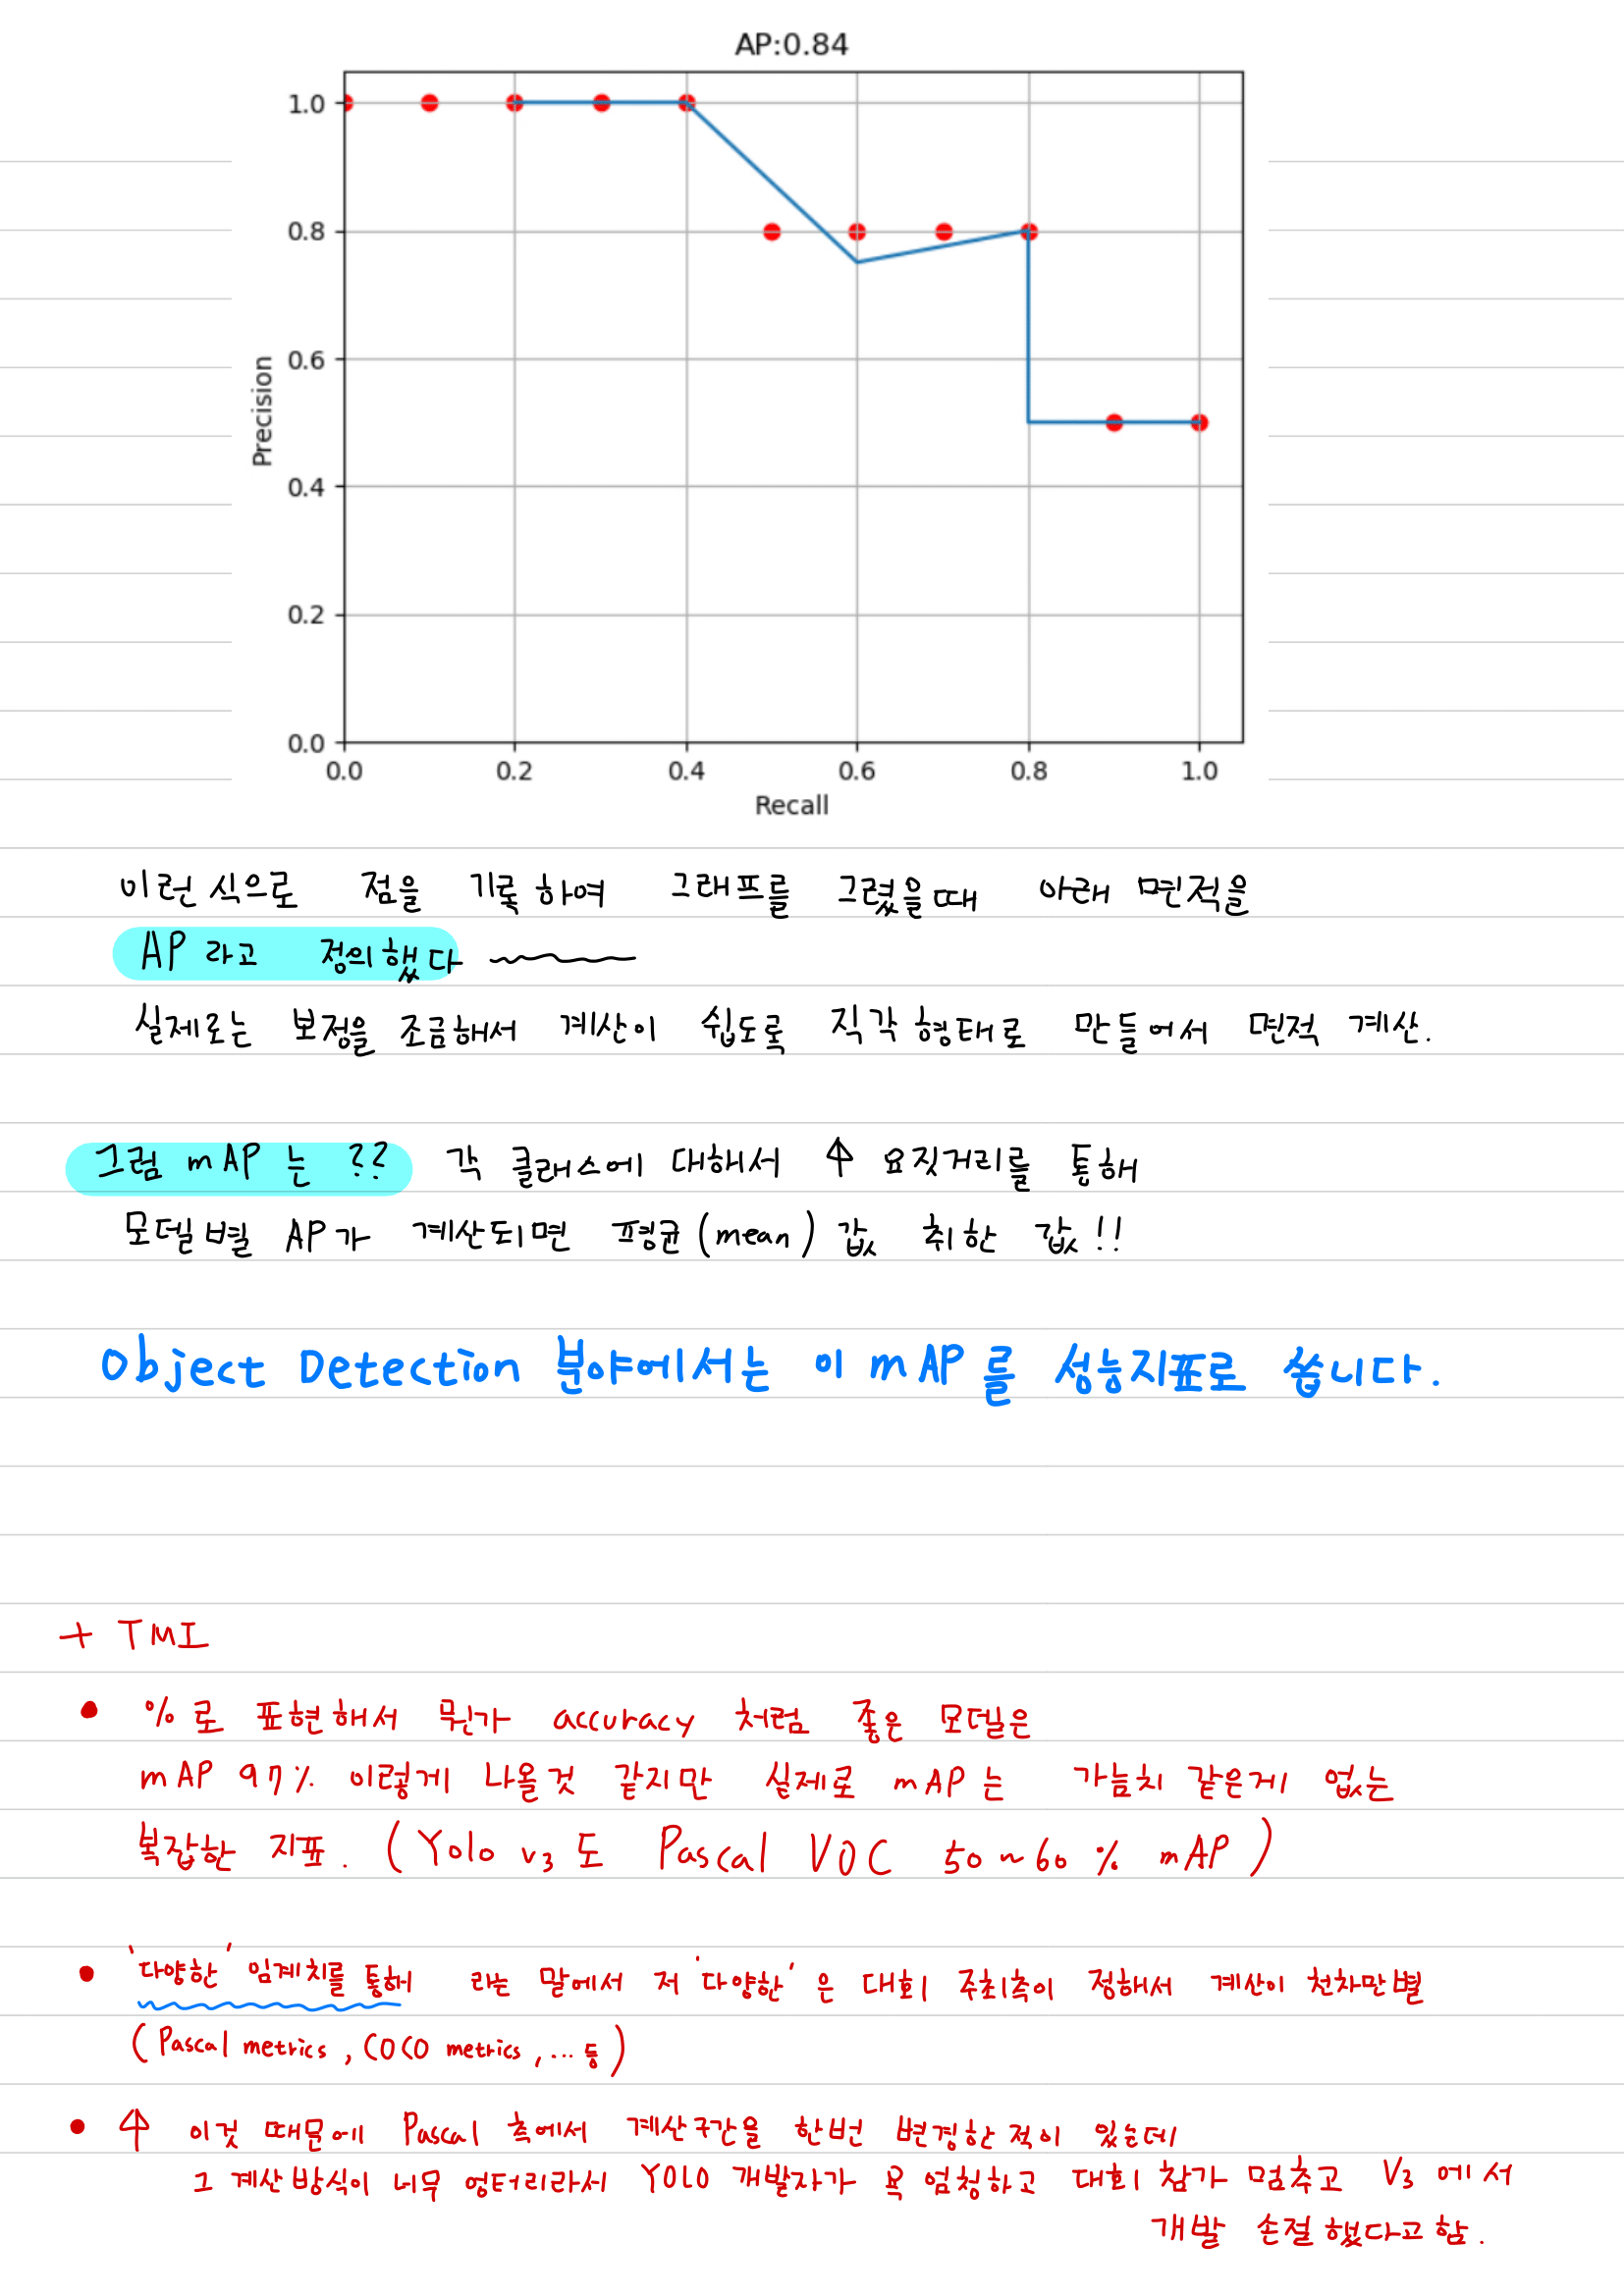 AP:0.84
1.0
0.8
0.6
0.4
0.2
0.0
Precision
0.0 0.2 0.4 0.6 0.8 1.0
Recall
이런 식으로 점을 기록하여 그래프를 그렸을때 아래 면적을
AP 라고 정의했다
실제로는 보정을 조금해서 계산이 쉽도록 직각 형태로 만들어서 면적 계산.
그럼 mAP 는 ?? 각 클래스에 대해서 ↑ 요짓거리를 통해
모델별 AP가 계산되면 평균(mean) 값 취한 값!!
Object Detection 분야에서는 이 mAP를 성능지표로 씁니다.
+ TMI
• %로 표현해서 뭔가 accuracy 처럼 좋은 모델은
mAP 97% 이렇게 나올것 같지만 실제로 mAP는 가늠치 같은게 없는
복잡한 지표. (Yolo v3도 Pascal VOC 50~60% mAP)
• '다양한' 임계치를 통해 라는 말에서 저 '다양한'은 대회 주최측이 정해서 계산이 천차만별
(Pascal metrics, COCO metrics, ... 등)
• ↑ 이것 때문에 Pascal 측에서 계산구간을 한번 변경한적이 있는데
그 계산방식이 너무 엉터리라서 YOLO 개발자가 욕 엄청하고 대회 참가 멈추고 V3에서
개발 손절했다고함.